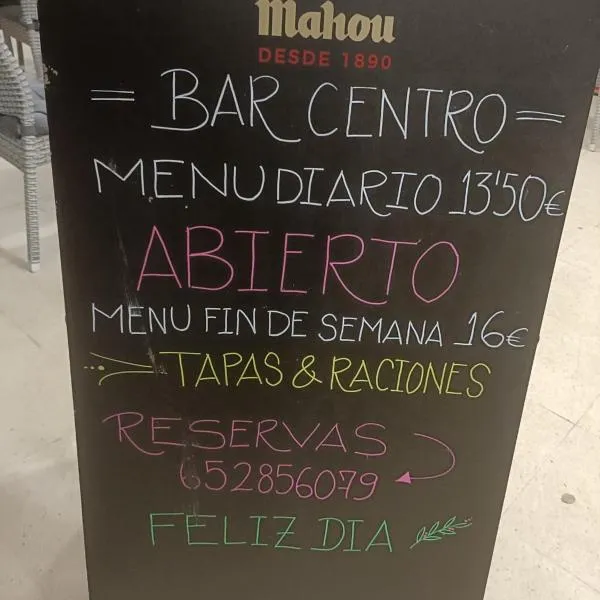 Mahou
DESDE 1890
= BAR CENTRO =
MENU DIARIO 13'50€
ABIERTO
MENU FIN DE SEMANA 16€
TAPAS & RACIONES
RESERVAS
652856079
FELIZ DIA